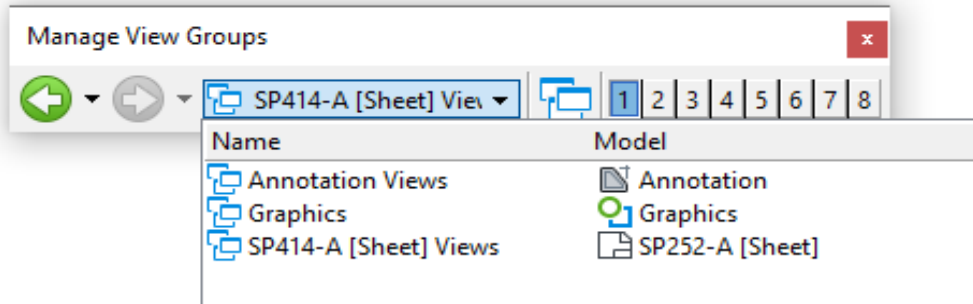 Manage View Groups
x
SP414-A [Sheet] Viev 1 2 3 4 5 6 7 8
Name Model
Annotation Views Annotation
Graphics Graphics
SP414-A [Sheet] Views SP252-A [Sheet]